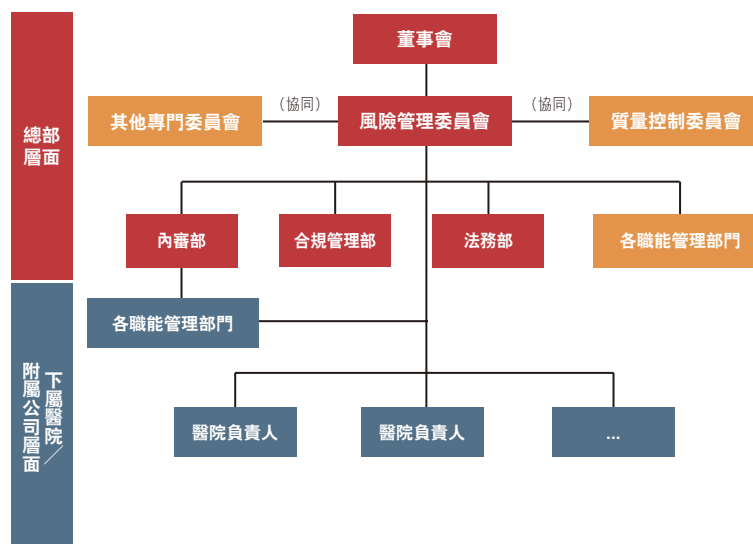 董事會
其他專門委員會
（協同）
風險管理委員會
（協同）
質量控制委員會
總部
層面
內審部
合規管理部
法務部
各職能管理部門
各職能管理部門
下屬醫院／
附屬公司層面
醫院負責人
醫院負責人
...